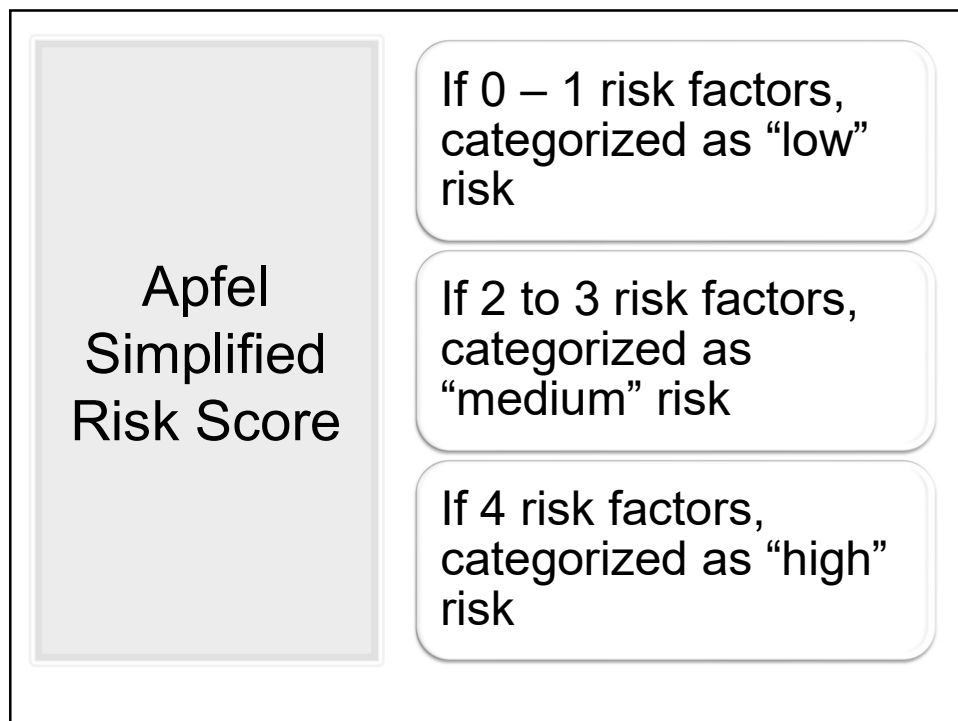 Apfel
Simplified
Risk Score
If 0 – 1 risk factors,
categorized as “low”
risk
If 2 to 3 risk factors,
categorized as
“medium” risk
If 4 risk factors,
categorized as “high”
risk